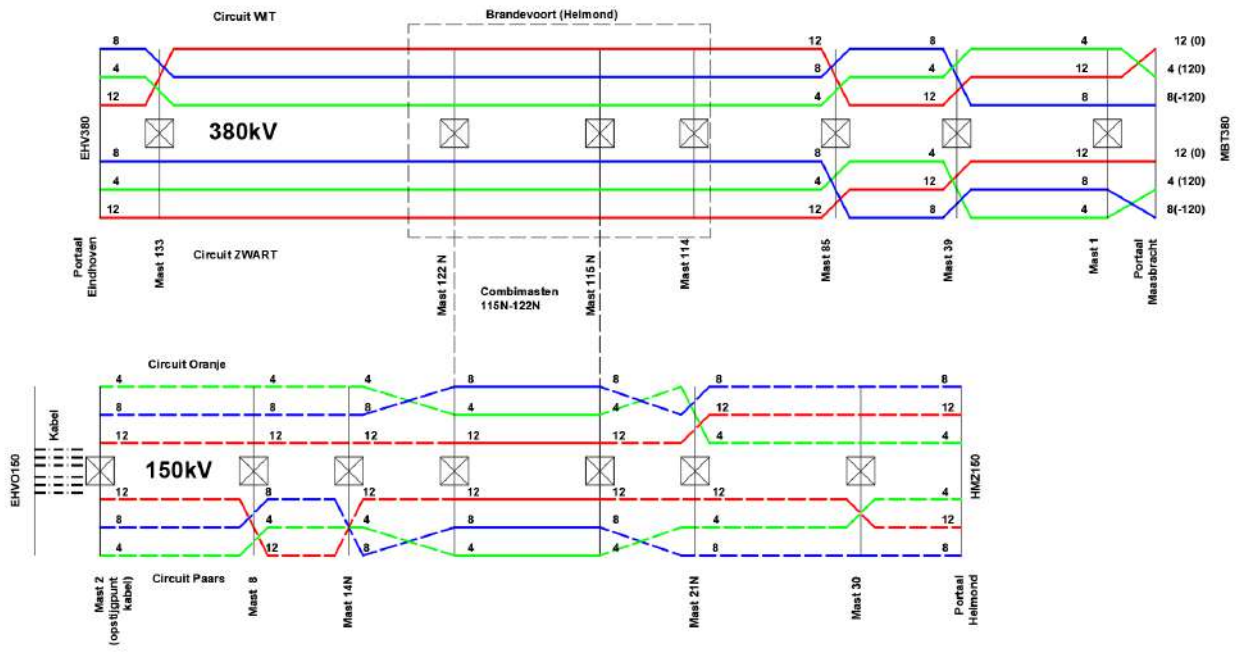 Circuit WIT
Brandevoort (Helmond)
8 12 8 4 12 (0)
4 8 4 12 4 (120)
12 4 12 8 8(-120)
EHV380
380kV
MBT380
8 8 4 12 12 (0)
4 4 12 8 4 (120)
12 12 8 4 8(-120)
Portaal
Eindhoven
Mast 133
Circuit ZWART
Mast 122 N
Mast 115 N
Mast 114
Mast 85
Mast 39
Mast 1
Portaal
Maasbracht
Combimasten
115N-122N
Circuit Oranje
4 4 4 8 8 8 8
8 8 8 4 4 12 12
12 12 12 12 12 4 4
EHVO150
Kabel
150kV
HMZ150
12 8 12 12 12 12 4
8 4 4 8 8 4 12
4 12 8 4 4 8 8
Circuit Paars
Mast 2
(opstijgpunt
kabel)
Mast 8
Mast 14N
Mast 21N
Mast 30
Portaal
Helmond